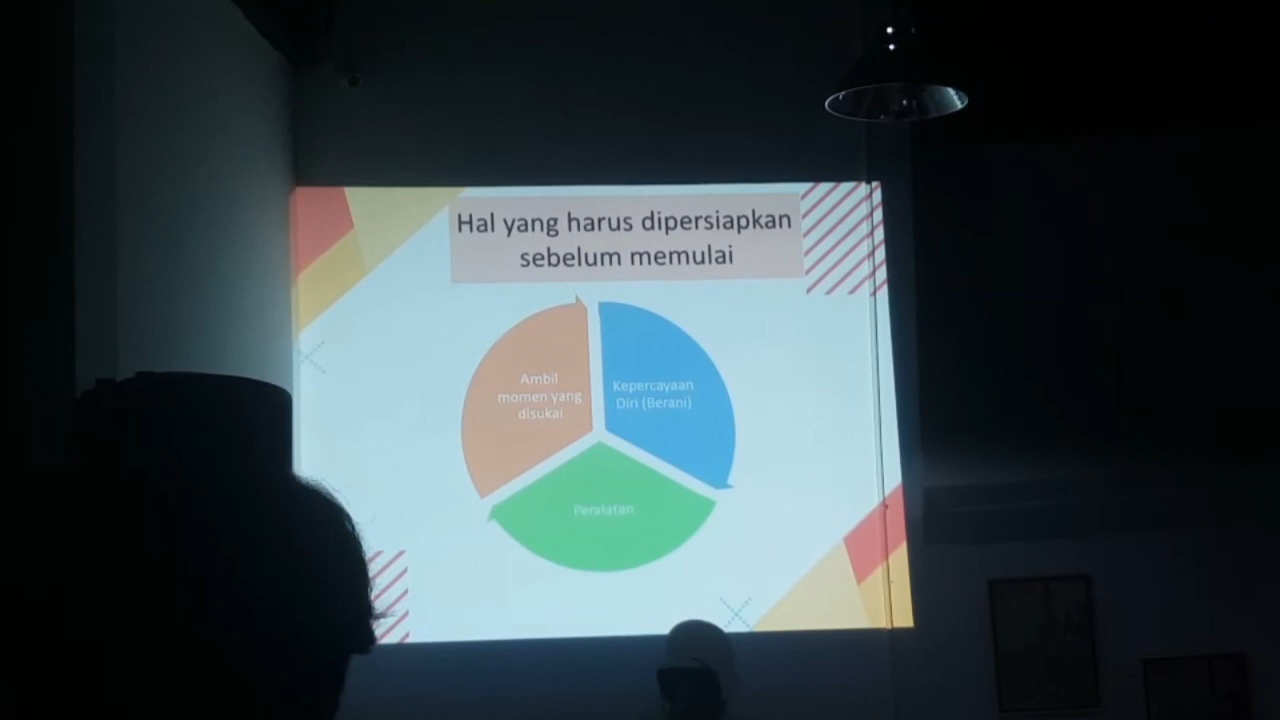 Hal yang harus dipersiapkan
sebelum memulai
Ambil
momen yang
disukai
Kepercayaan
Diri (Berani)
Peralatan